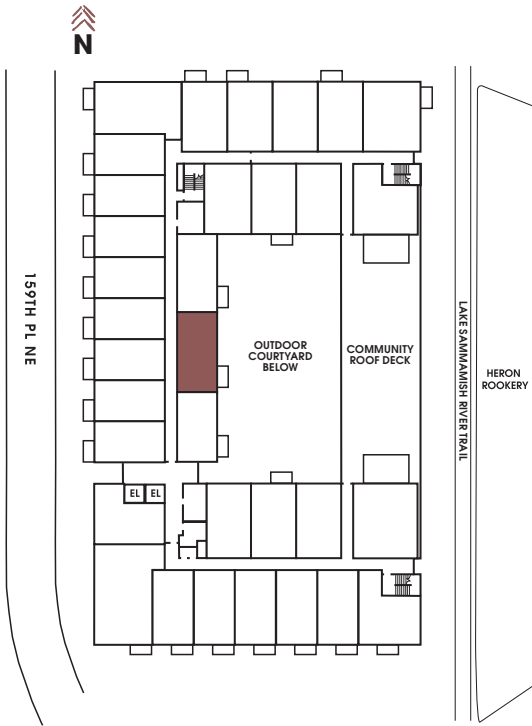 N
159TH PL NE
OUTDOOR
COURTYARD
BELOW
COMMUNITY
ROOF DECK
LAKE SAMMAMISH RIVER TRAIL
HERON
ROOKERY
EL EL